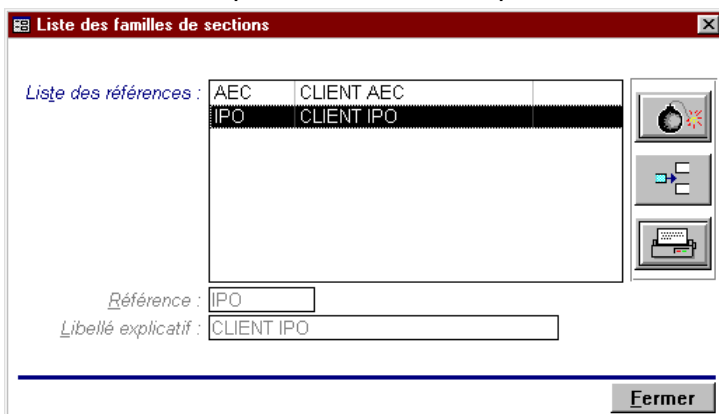 Liste des familles de sections
Liste des références : AEC CLIENT AEC
IPO CLIENT IPO
Référence : IPO
Libellé explicatif : CLIENT IPO
Fermer